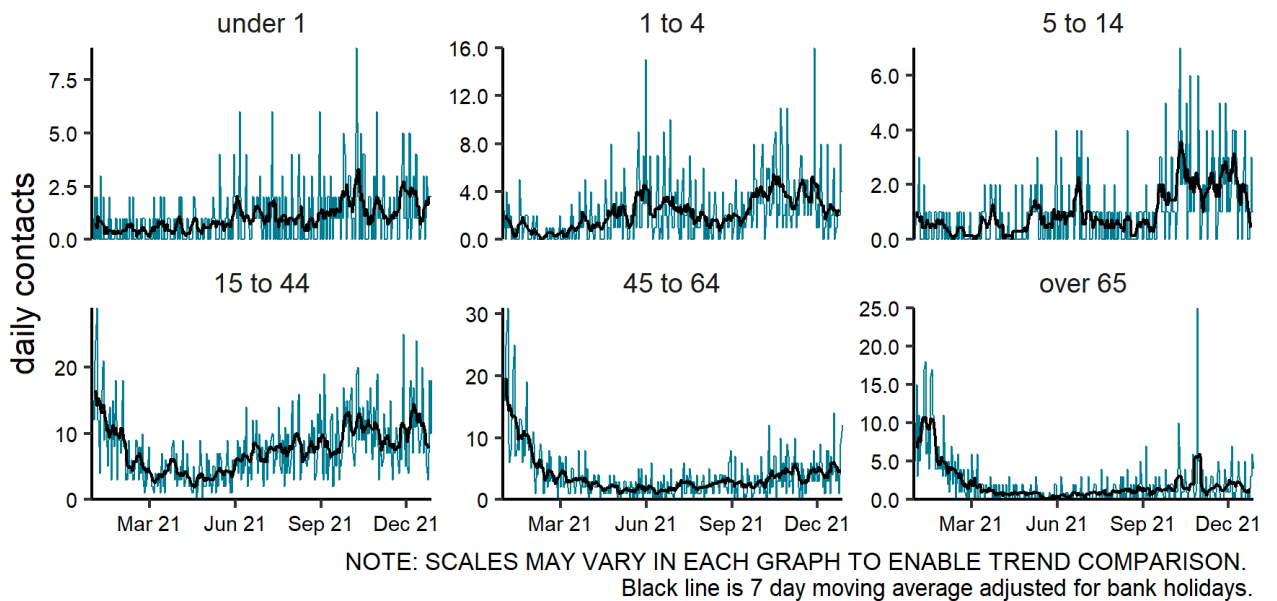 under 1
1 to 4
5 to 14
7.5
5.0
2.5
0.0
16.0
12.0
8.0
4.0
0.0
6.0
4.0
2.0
0.0
daily contacts
15 to 44
45 to 64
over 65
20
10
0
30
20
10
0
25.0
20.0
15.0
10.0
5.0
0.0
Mar 21 Jun 21 Sep 21 Dec 21
Mar 21 Jun 21 Sep 21 Dec 21
Mar 21 Jun 21 Sep 21 Dec 21
NOTE: SCALES MAY VARY IN EACH GRAPH TO ENABLE TREND COMPARISON.
Black line is 7 day moving average adjusted for bank holidays.